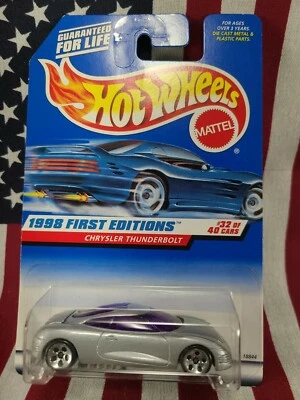 GUARANTEED
FOR LIFE
FOR AGES
OVER 3 YEARS.
DIE CAST METAL &
PLASTIC PARTS.
HOT WHEELS
MATTEL
1998 FIRST EDITIONS™
CHRYSLER THUNDERBOLT
#32 OF
40 CARS